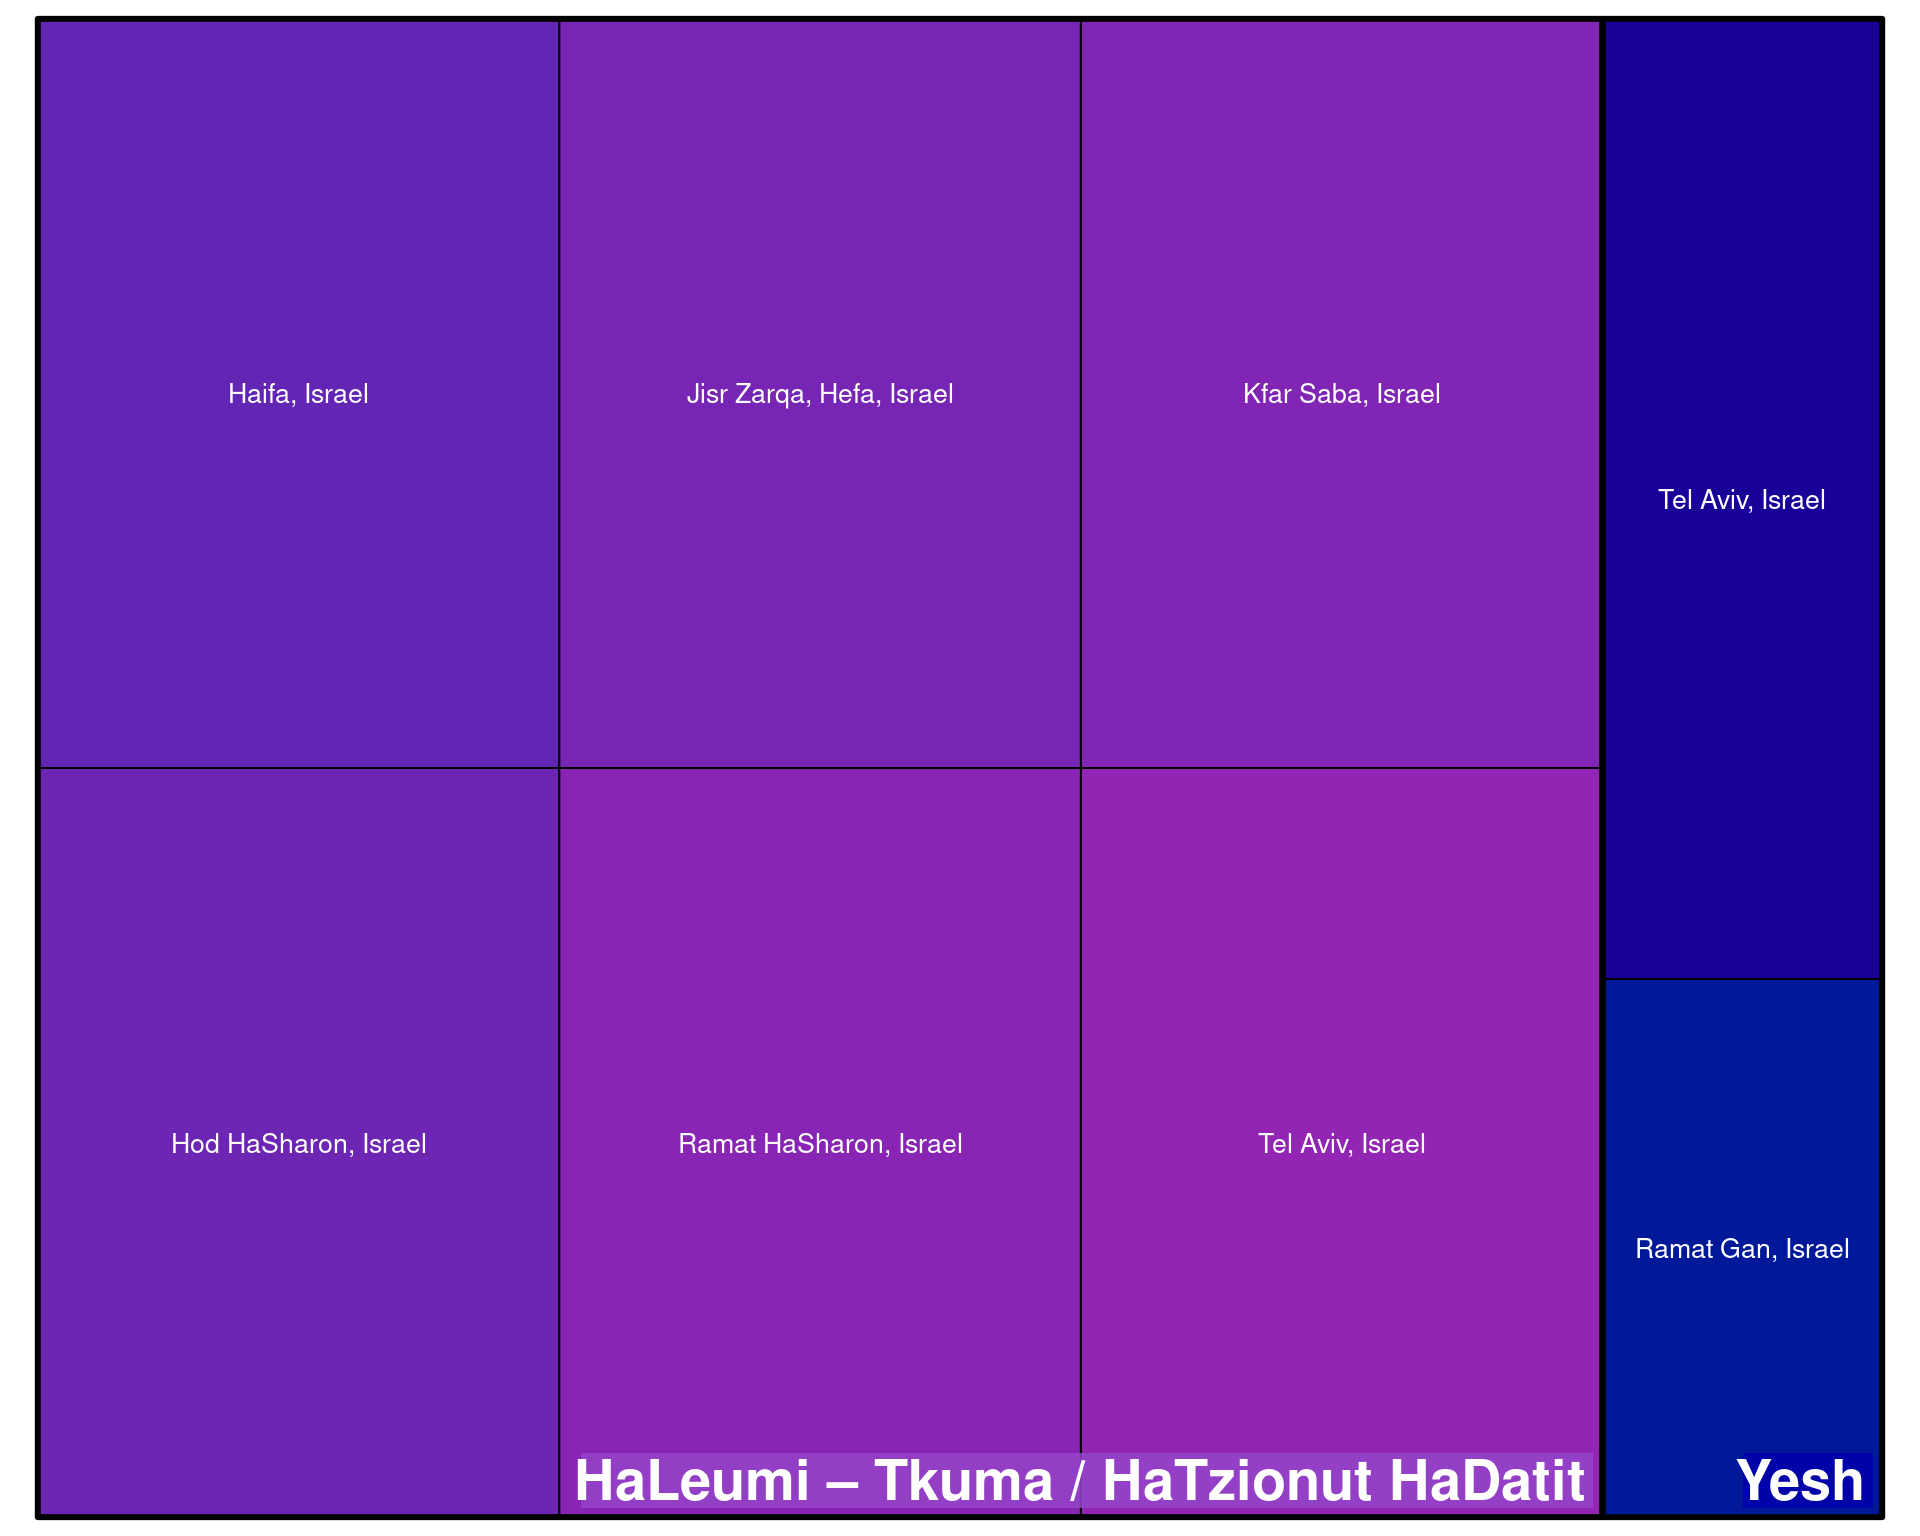 Haifa, Israel
Jisr Zarqa, Hefa, Israel
Kfar Saba, Israel
Tel Aviv, Israel
Hod HaSharon, Israel
Ramat HaSharon, Israel
Tel Aviv, Israel
Ramat Gan, Israel
HaLeumi – Tkuma / HaTzionut HaDatit
Yesh